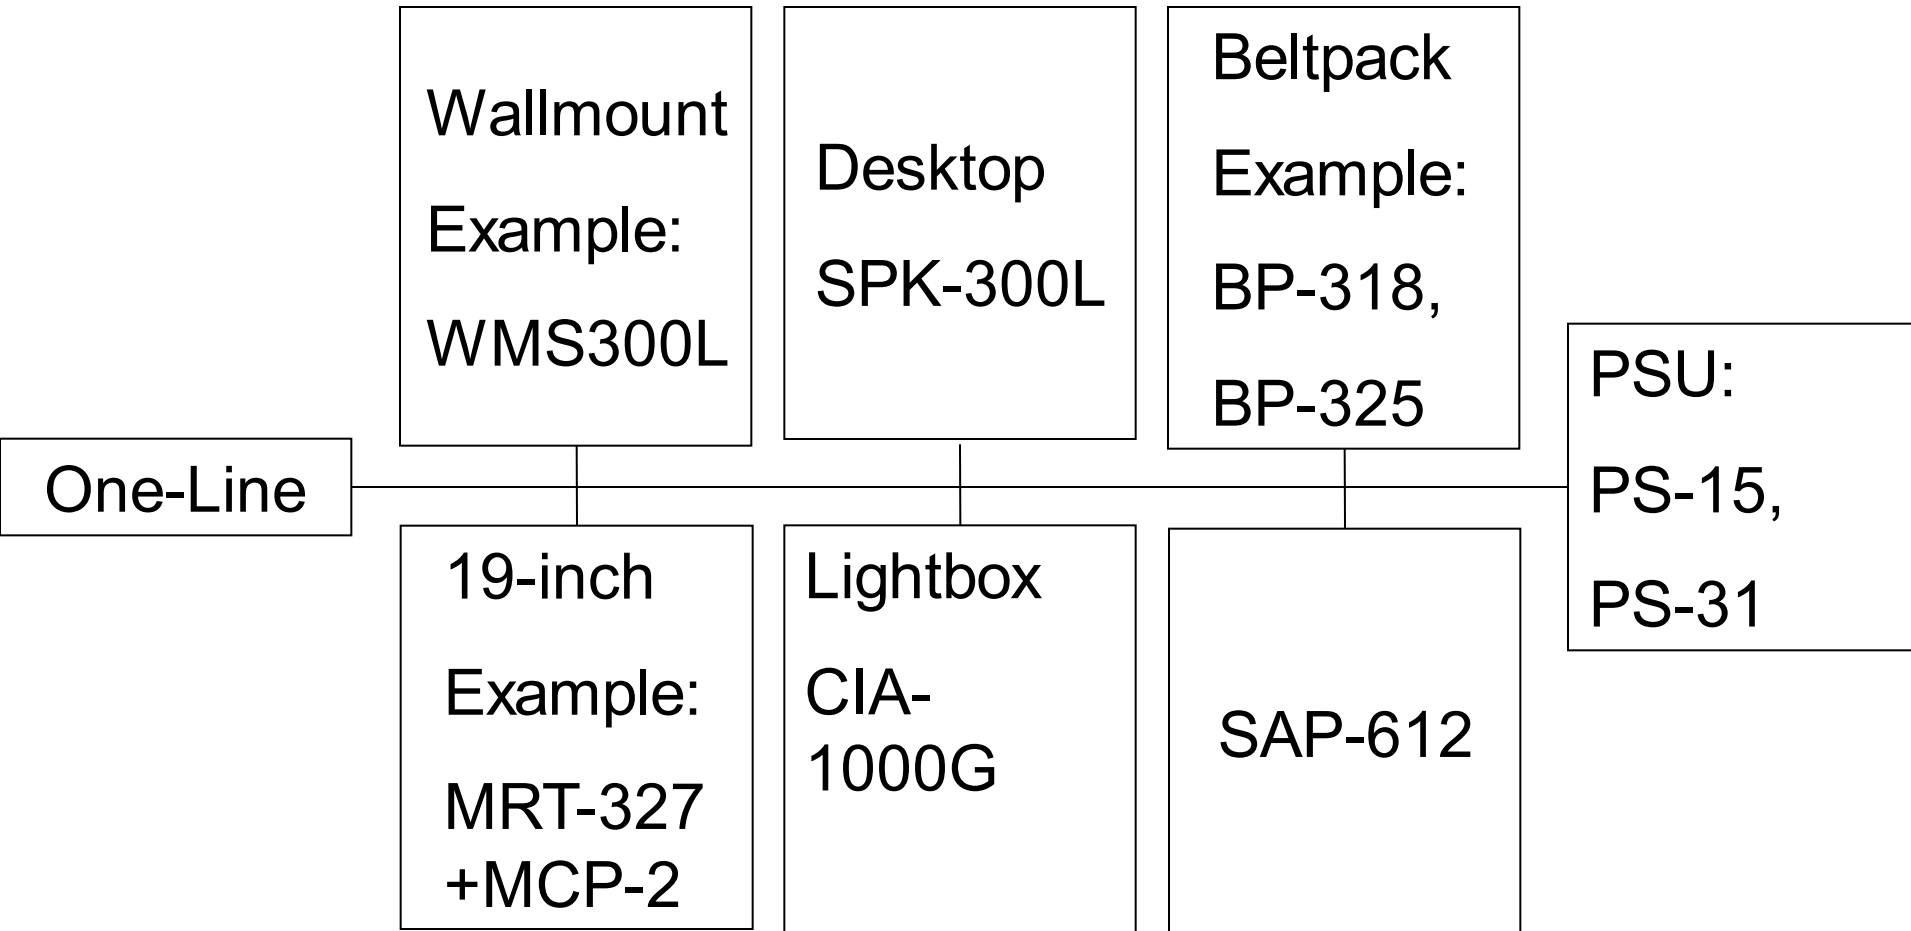 Wallmount
Example:
WMS300L
Desktop
SPK-300L
Beltpack
Example:
BP-318,
BP-325
PSU:
PS-15,
PS-31
One-Line
19-inch
Example:
MRT-327
+MCP-2
Lightbox
CIA-
1000G
SAP-612